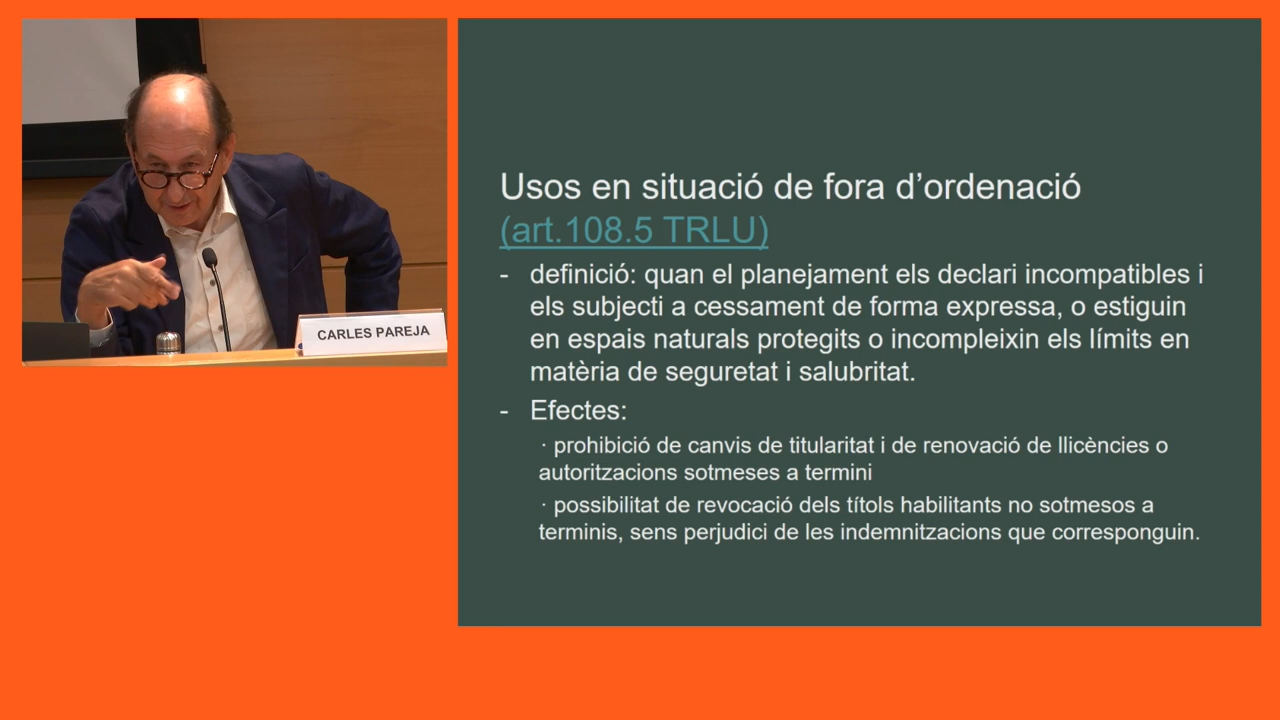 CARLES PAREJA
Usos en situació de fora d’ordenació
(art.108.5 TRLU)
- definició: quan el planejament els declari incompatibles i
els subjecti a cessament de forma expressa, o estiguin
en espais naturals protegits o incompleixin els límits en
matèria de seguretat i salubritat.
- Efectes:
· prohibició de canvis de titularitat i de renovació de llicències o
autoritzacions sotmeses a termini
· possibilitat de revocació dels títols habilitants no sotmesos a
terminis, sens perjudici de les indemnitzacions que corresponguin.